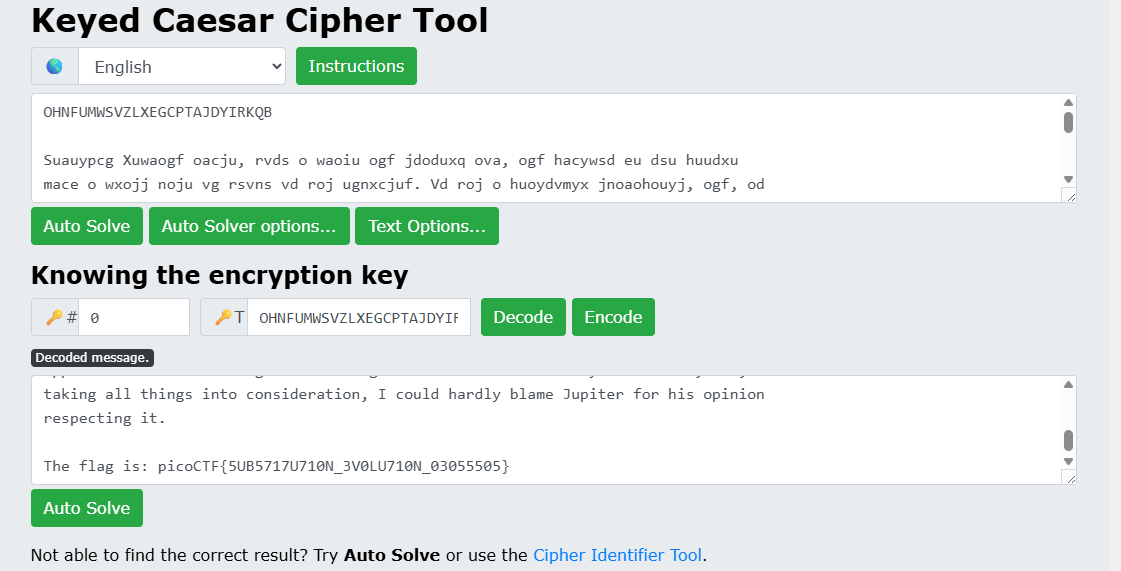 Keyed Caesar Cipher Tool
English
Instructions
OHNFUMWSVZLXEGCPTAJDYIRKQB
Suauypcg Xuwaogf oacju, rvds o waoiu ogf jdoduxq ova, ogf hacywsd eu dsu huudxu
mace o wxojj noju vg rsvns vd roj ugnxcjuf. Vd roj o huoydvmyx jnoaohouyj, ogf, od
Auto Solve
Auto Solver options...
Text Options...
Knowing the encryption key
# 0
T OHNFUMWSVZLXEGCPTAJDYIF
Decode
Encode
Decoded message.
taking all things into consideration, I could hardly blame Jupiter for his opinion
respecting it.
The flag is: picoCTF{5UB5717U710N_3V0LU710N_03055505}
Auto Solve
Not able to find the correct result? Try Auto Solve or use the Cipher Identifier Tool.